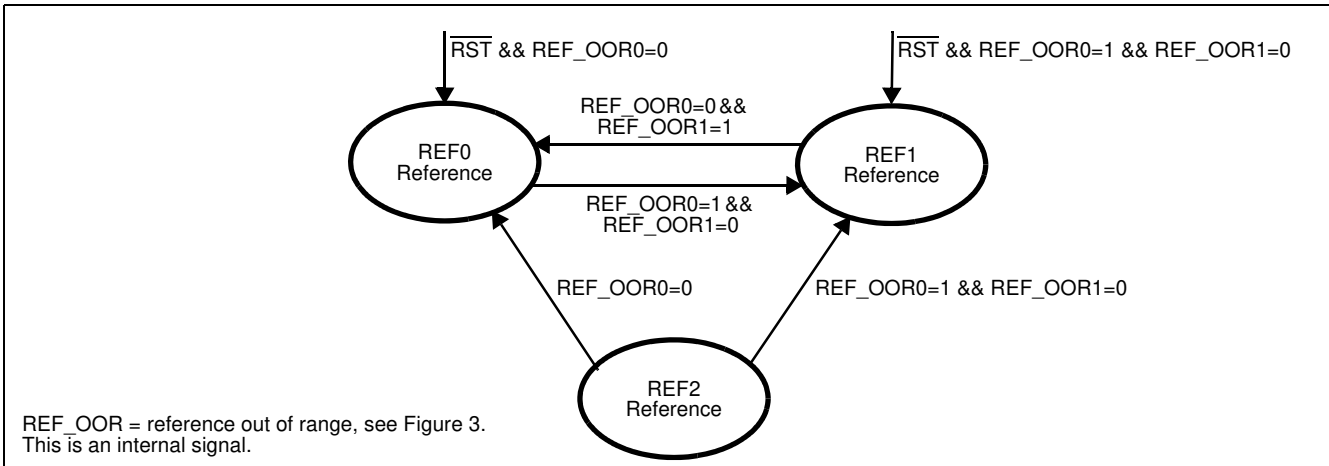 RST && REF_OOR0=0
RST && REF_OOR0=1 && REF_OOR1=0
REF_OOR0=0 &&
REF_OOR1=1
REF0
Reference
REF1
Reference
REF_OOR0=1 &&
REF_OOR1=0
REF_OOR0=0
REF_OOR0=1 && REF_OOR1=0
REF2
Reference
REF_OOR = reference out of range, see Figure 3.
This is an internal signal.